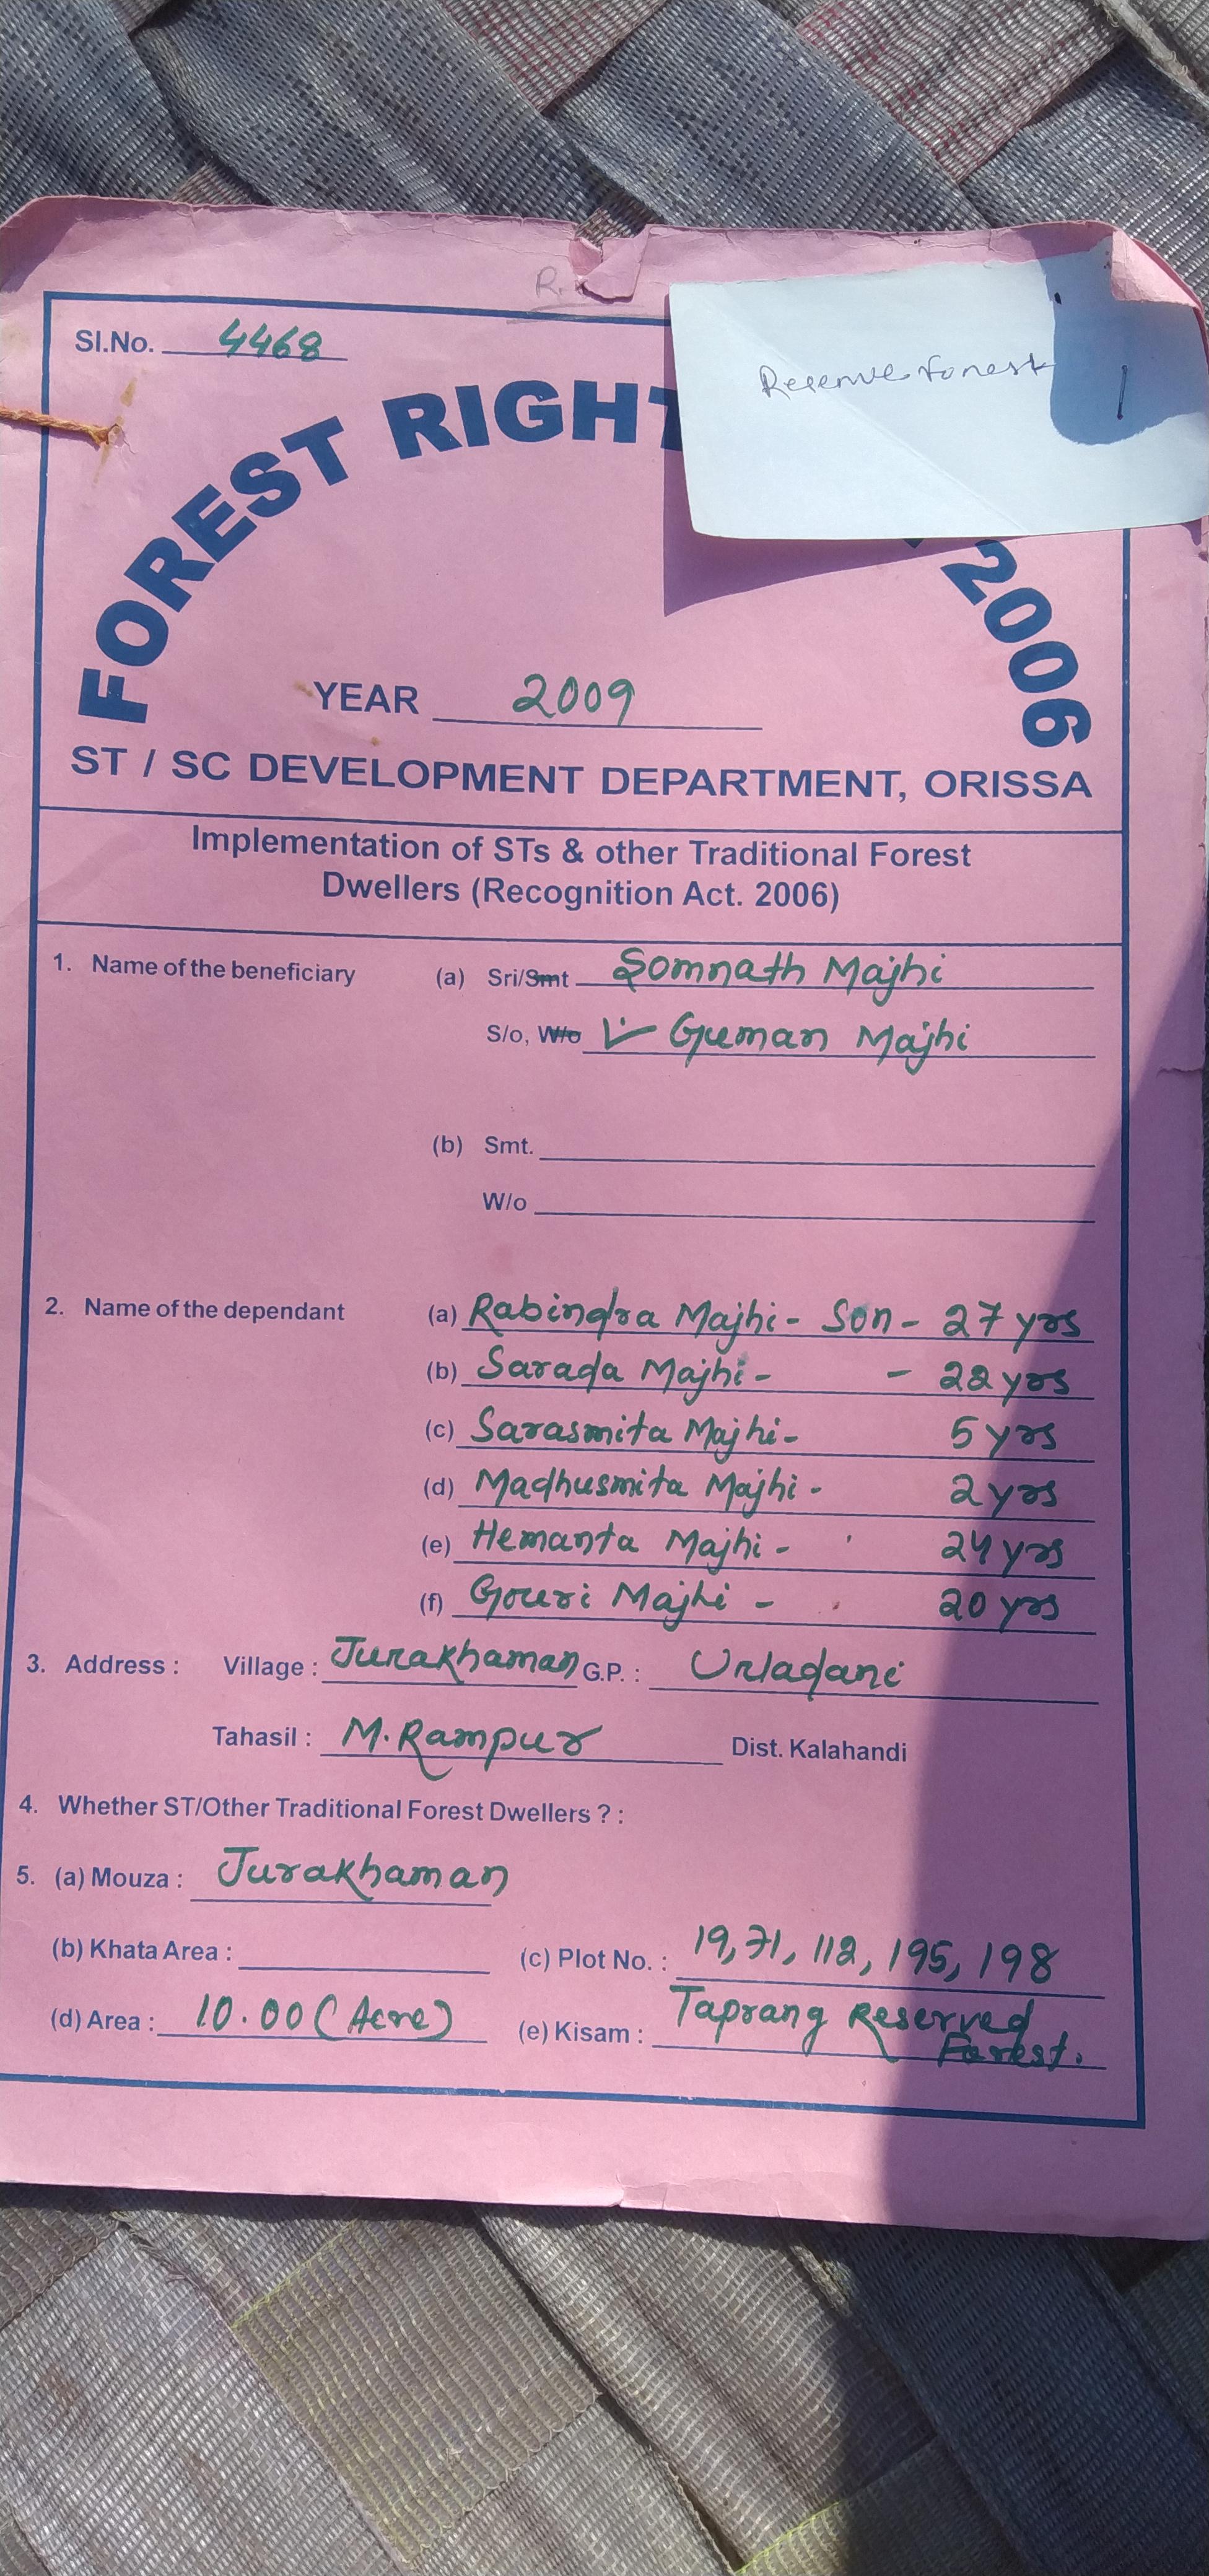 R.
Sl.No. 4468
Reserve forest
FOREST RIGHT 2006
YEAR 2009
ST / SC DEVELOPMENT DEPARTMENT, ORISSA
Implementation of STs & other Traditional Forest
Dwellers (Recognition Act. 2006)
1. Name of the beneficiary (a) Sri/Smt Somnath Majhi
S/o, W/o Guman Majhi
(b) Smt.
W/o
2. Name of the dependant (a) Rabindra Majhi - Son - 27 yrs
(b) Sarada Majhi - - 22 yrs
(c) Sarasmita Majhi - 5 yrs
(d) Madhusmita Majhi - 2 yrs
(e) Hemanta Majhi - 24 yrs
(f) Gouri Majhi - 20 yrs
3. Address : Village : Jurakhaman G.P. : Urladani
Tahasil : M. Rampur Dist. Kalahandi
4. Whether ST/Other Traditional Forest Dwellers ? :
5. (a) Mouza : Jurakhaman
(b) Khata Area : (c) Plot No. : 19, 71, 112, 195, 198
(d) Area : 10.00 (Acre) (e) Kisam : Taprang Reserved
Forest.